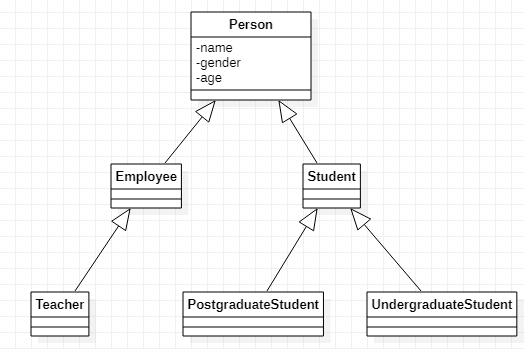 Person
-name
-gender
-age
Employee
Student
Teacher
PostgraduateStudent
UndergraduateStudent